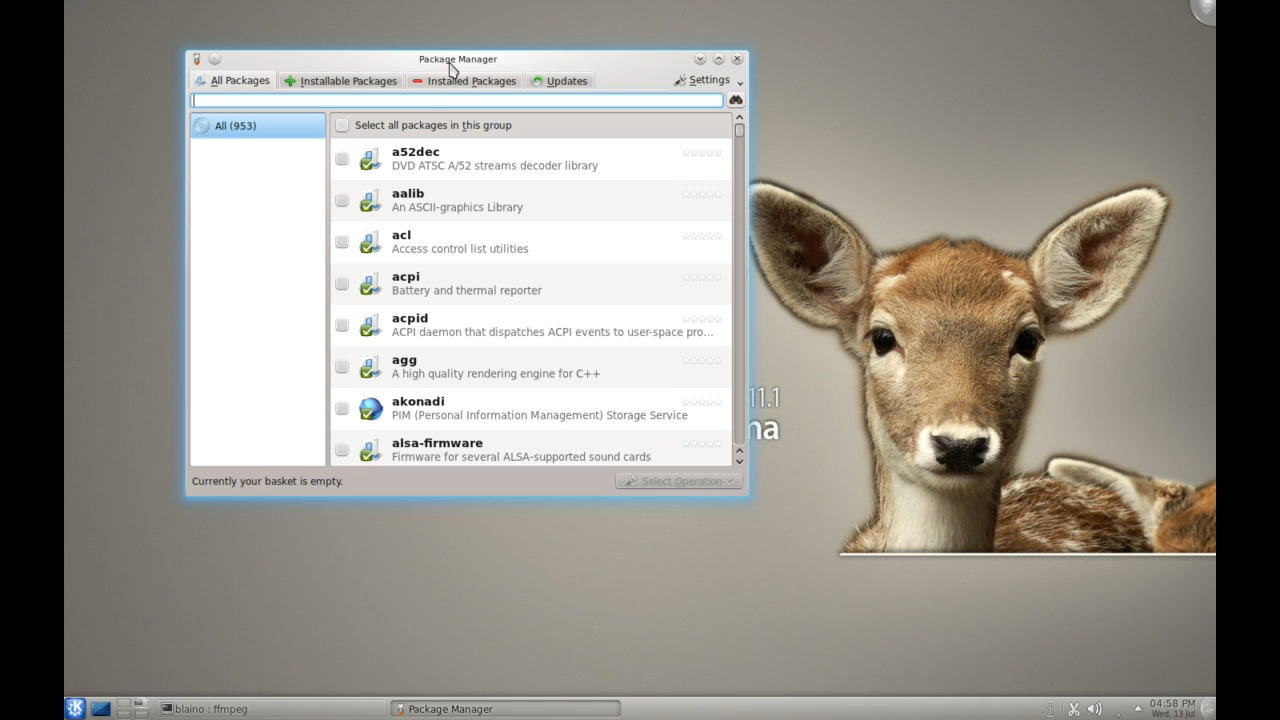 Package Manager
All Packages
Installable Packages
Installed Packages
Updates
Settings
All (953)
Select all packages in this group
a52dec
DVD ATSC A/52 streams decoder library
aalib
An ASCII-graphics Library
acl
Access control list utilities
acpi
Battery and thermal reporter
acpid
ACPI daemon that dispatches ACPI events to user-space pro...
agg
A high quality rendering engine for C++
akonadi
PIM (Personal Information Management) Storage Service
alsa-firmware
Firmware for several ALSA-supported sound cards
Currently your basket is empty.
Select Operation
11.1
na
blaino : ffmpeg
Package Manager
04:58 PM
Wed, 13 Jul